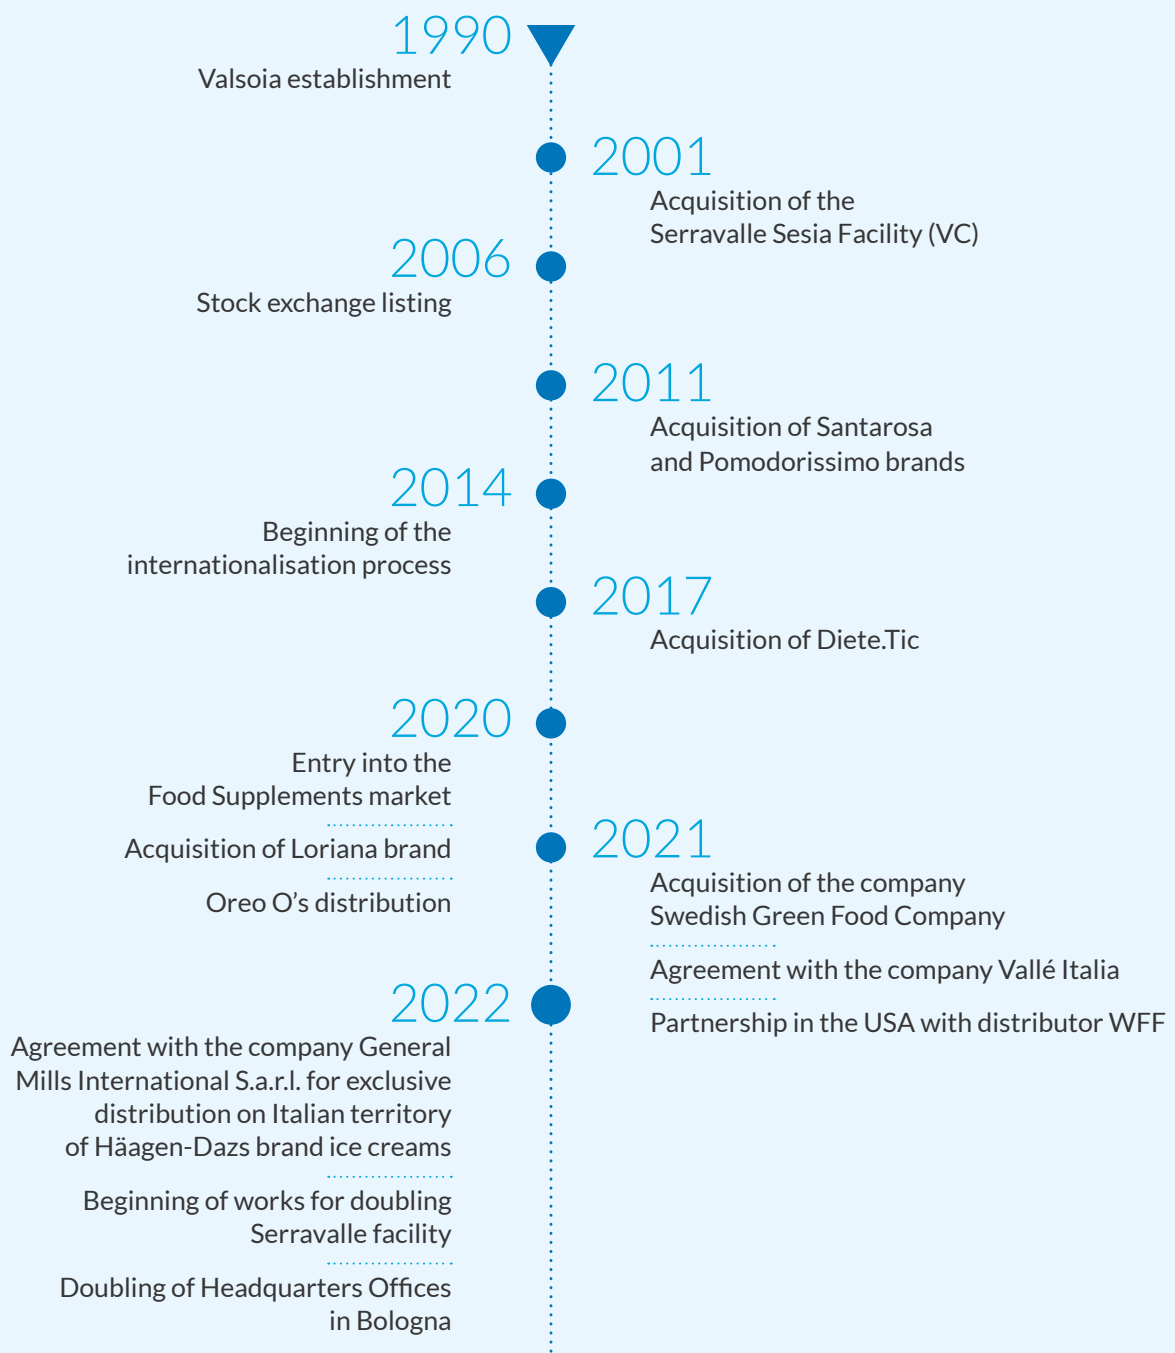 1990
Valsoia establishment
2001
Acquisition of the
Serravalle Sesia Facility (VC)
2006
Stock exchange listing
2011
Acquisition of Santarosa
and Pomodorissimo brands
2014
Beginning of the
internationalisation process
2017
Acquisition of Diete.Tic
2020
Entry into the
Food Supplements market
Acquisition of Loriana brand
Oreo O’s distribution
2021
Acquisition of the company
Swedish Green Food Company
Agreement with the company Vallé Italia
Partnership in the USA with distributor WFF
2022
Agreement with the company General
Mills International S.a.r.l. for exclusive
distribution on Italian territory
of Häagen-Dazs brand ice creams
Beginning of works for doubling
Serravalle facility
Doubling of Headquarters Offices
in Bologna